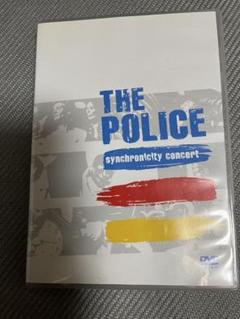 THE
POLICE
synchronicity concert
DVD